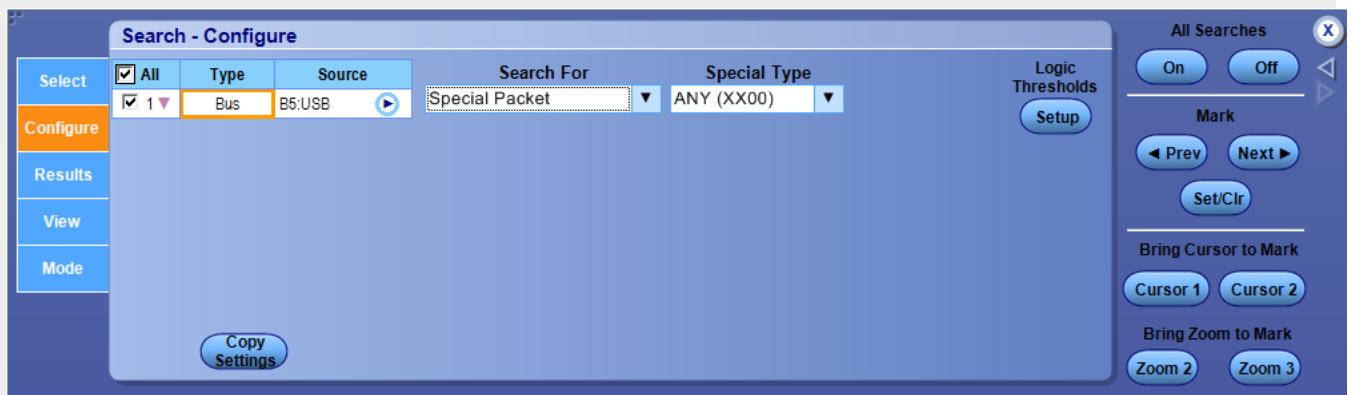 Search - Configure
Select
Configure
Results
View
Mode
All Type Source
1 Bus B5:USB
Search For
Special Packet
Special Type
ANY (XX00)
Logic
Thresholds
Setup
Copy
Settings
All Searches
X
On Off
Mark
◄ Prev Next ►
Set/Clr
Bring Cursor to Mark
Cursor 1 Cursor 2
Bring Zoom to Mark
Zoom 2 Zoom 3